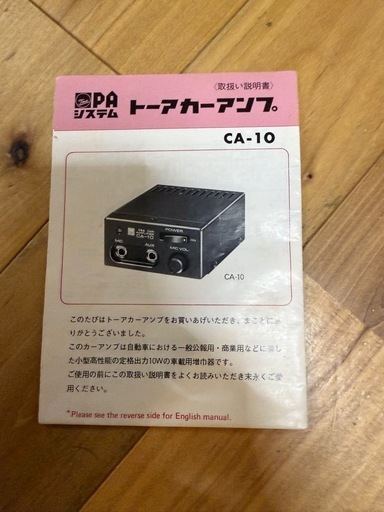 〈取扱い説明書〉
PA
システム
トーアカーアンプ。
CA-10
CA-10
POWER
MIC
AUX
MIC VOL.
CA-10
このたびはトーアカーアンプをお買いあげいただき、まことにあ
りがとうございました。
このカーアンプは自動車における一般公報用・商業用などに適し
た小型高性能の定格出力10Wの車載用増巾器です。
ご使用の前にこの取扱い説明書をよくお読みいただき末永くご使
用ください。
*Please see the reverse side for English manual.